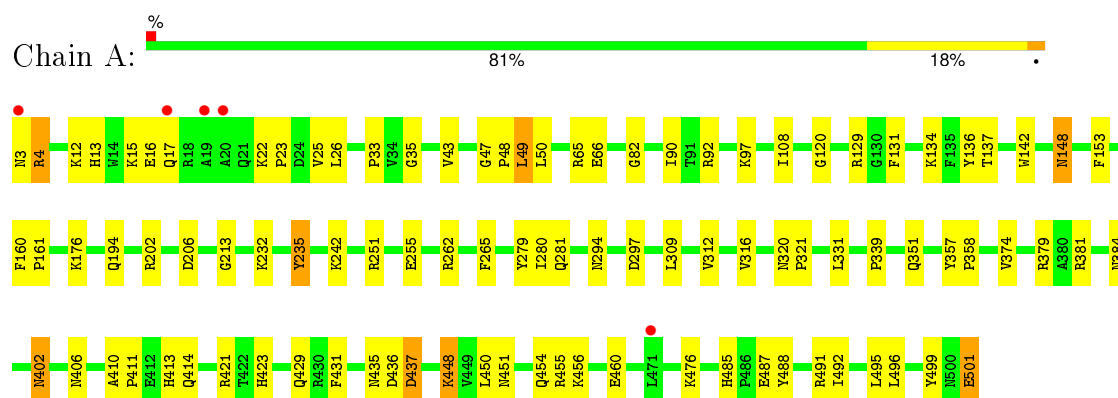 %
Chain A:
81% 18% •
N3 R4 K12 H13 W14 K15 E16 Q17 R18 A19 A20 Q21 K22 P23 D24 V25 L26 P33 V34 G35 V43 G47 P48 L49 L50 R65 E66 G82 I90 T91 R92 K97 I108 G120 R129 G130 F131 K134 F135 Y136 T137 W142 N148 F153
F160 P161 K176 Q194 R202 D206 G213 K232 Y235 K242 R251 E255 R262 F265 Y279 I280 Q281 N294 D297 L309 V312 V316 N320 P321 L331 P339 Q351 Y357 P358 V374 R379 A380 R381 N384
N402 N406 A410 P411 E412 H413 Q414 R421 T422 H423 Q429 R430 F431 N435 D436 D437 K448 V449 L450 N451 Q454 R455 K456 E460 L471 K476 H485 P486 E487 Y488 R491 I492 L495 L496 Y499 N500 E501